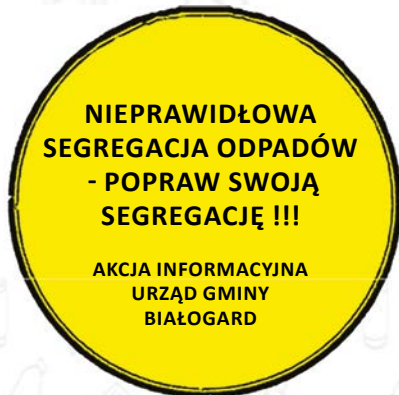 NIEPRAWIDŁOWA
SEGREGACJA ODPADÓW
- POPRAW SWOJĄ
SEGREGACJĘ !!!
AKCJA INFORMACYJNA
URZĄD GMINY
BIAŁOGARD